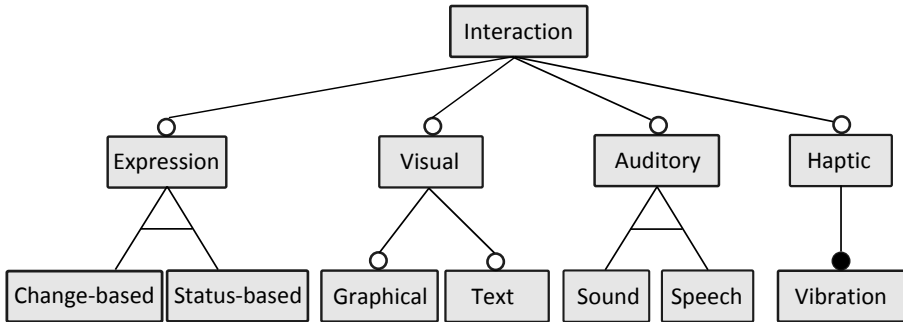 Interaction
Expression
Visual
Auditory
Haptic
Change-based
Status-based
Graphical
Text
Sound
Speech
Vibration